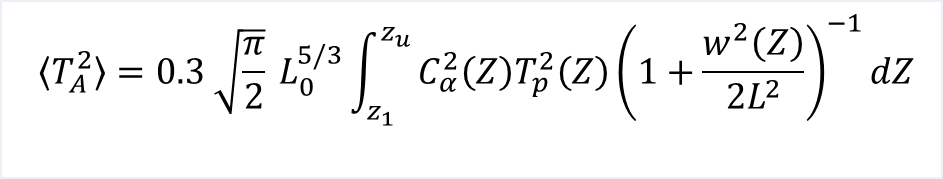 ⟨T_A^2⟩ = 0.3 √(π/2) L_0^{5/3} ∫_{z_1}^{z_u} C_α^2(Z)T_p^2(Z) (1 + w^2(Z)/(2L^2))^{-1} dZ